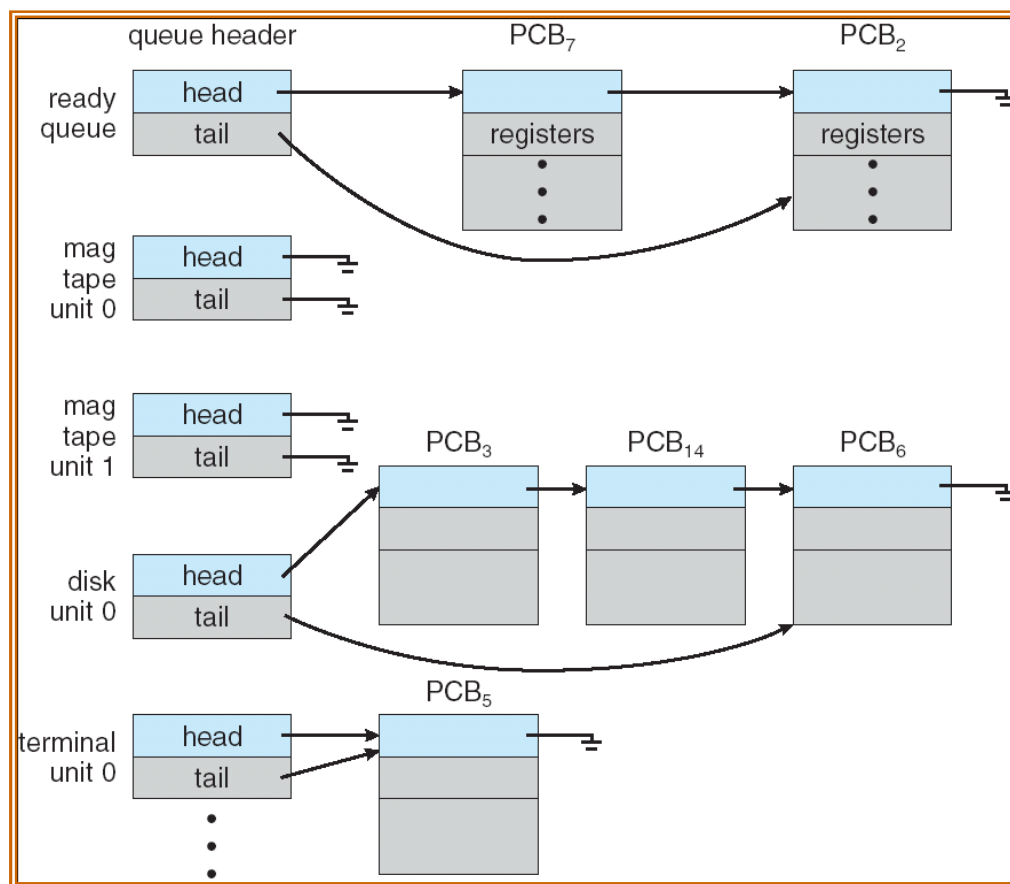 queue header
PCB₇
PCB₂
ready
queue
head
tail
registers
registers
mag
tape
unit 0
head
tail
mag
tape
unit 1
head
tail
PCB₃
PCB₁₄
PCB₆
disk
unit 0
head
tail
PCB₅
terminal
unit 0
head
tail